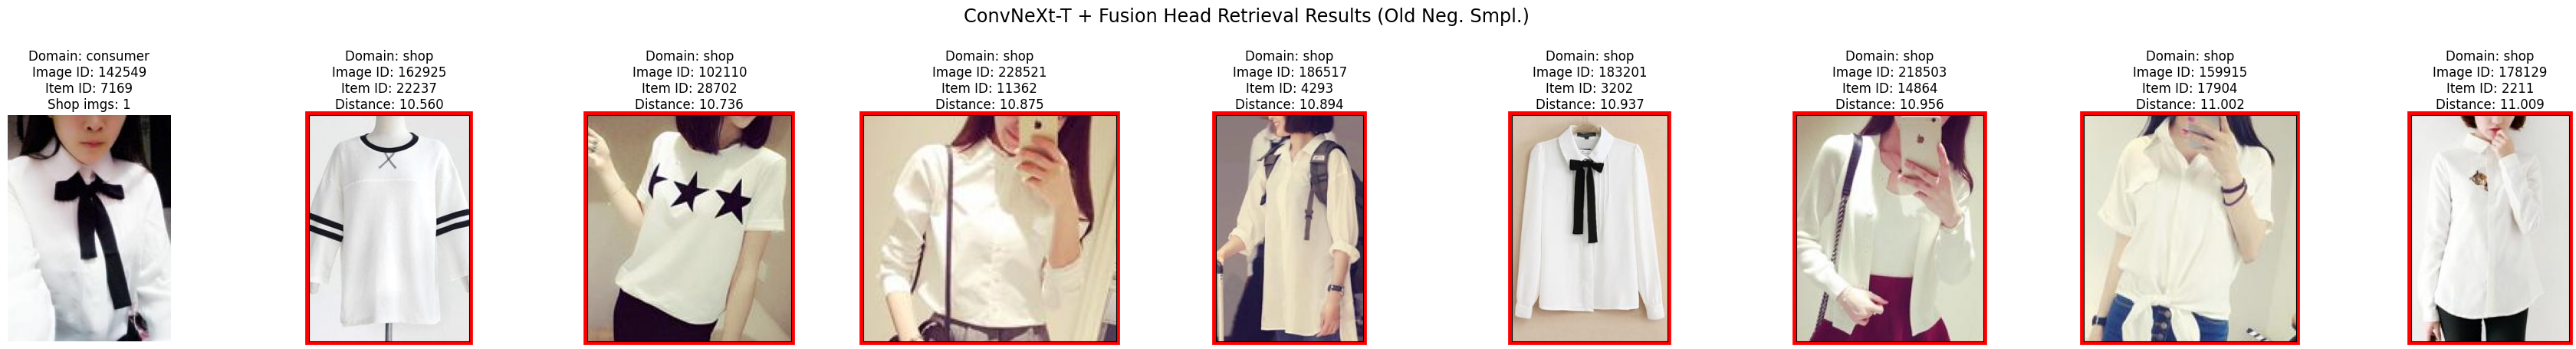 ConvNeXt-T + Fusion Head Retrieval Results (Old Neg. Smpl.)
Domain: consumer
Image ID: 142549
Item ID: 7169
Shop imgs: 1
Domain: shop
Image ID: 162925
Item ID: 22237
Distance: 10.560
Domain: shop
Image ID: 102110
Item ID: 28702
Distance: 10.736
Domain: shop
Image ID: 228521
Item ID: 11362
Distance: 10.875
Domain: shop
Image ID: 186517
Item ID: 4293
Distance: 10.894
Domain: shop
Image ID: 183201
Item ID: 3202
Distance: 10.937
Domain: shop
Image ID: 218503
Item ID: 14864
Distance: 10.956
Domain: shop
Image ID: 159915
Item ID: 17904
Distance: 11.002
Domain: shop
Image ID: 178129
Item ID: 2211
Distance: 11.009